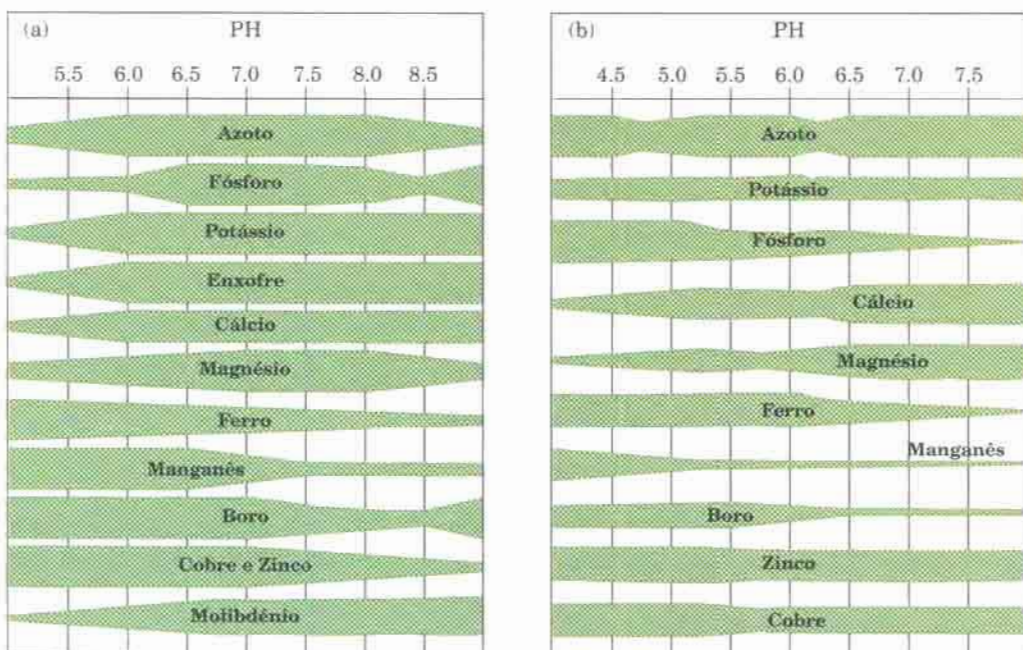 (a) PH
5.5 6.0 6.5 7.0 7.5 8.0 8.5
Azoto
Fósforo
Potássio
Enxofre
Cálcio
Magnésio
Ferro
Manganês
Boro
Cobre e Zinco
Molibdénio
(b) PH
4.5 5.0 5.5 6.0 6.5 7.0 7.5
Azoto
Potássio
Fósforo
Cálcio
Magnésio
Ferro
Manganês
Boro
Zinco
Cobre